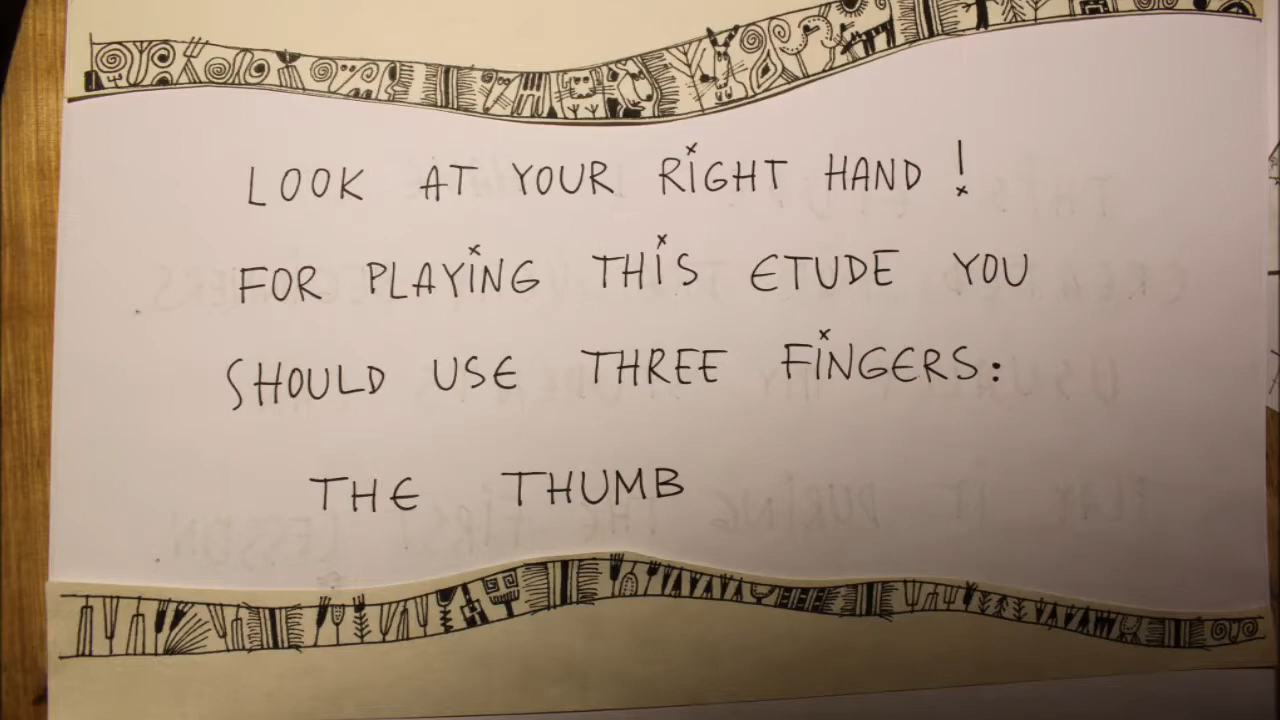 LOOK AT YOUR RIGHT HAND!
FOR PLAYING THIS ETUDE YOU
SHOULD USE THREE FINGERS:
THE THUMB